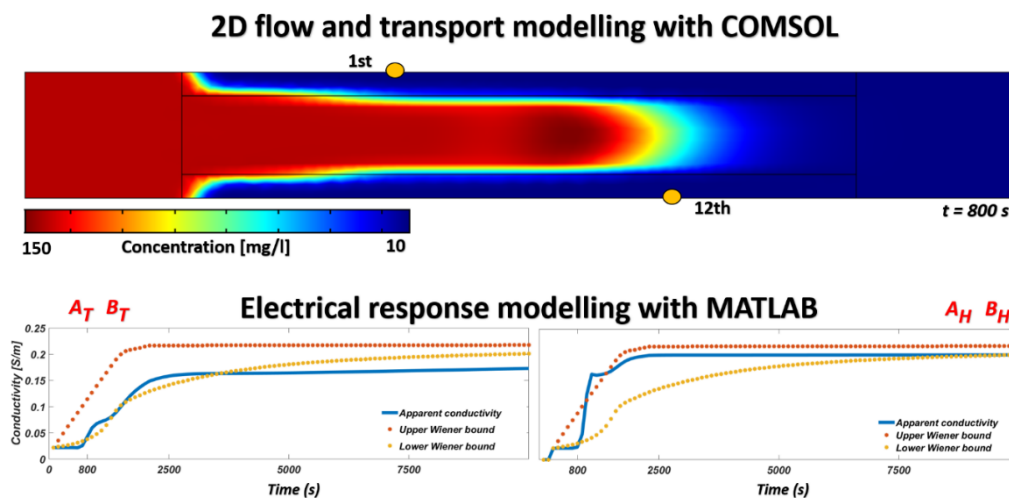 2D flow and transport modelling with COMSOL
1st
12th
t = 800 s
150 Concentration [mg/l] 10
Electrical response modelling with MATLAB
A_T B_T
A_H B_H
Conductivity [S/m]
0.25
0.2
0.15
0.1
0.05
0
Apparent conductivity
Upper Wiener bound
Lower Wiener bound
0 800 2500 5000 7500
Time (s)
Apparent conductivity
Upper Wiener bound
Lower Wiener bound
800 2500 5000 7500
Time (s)